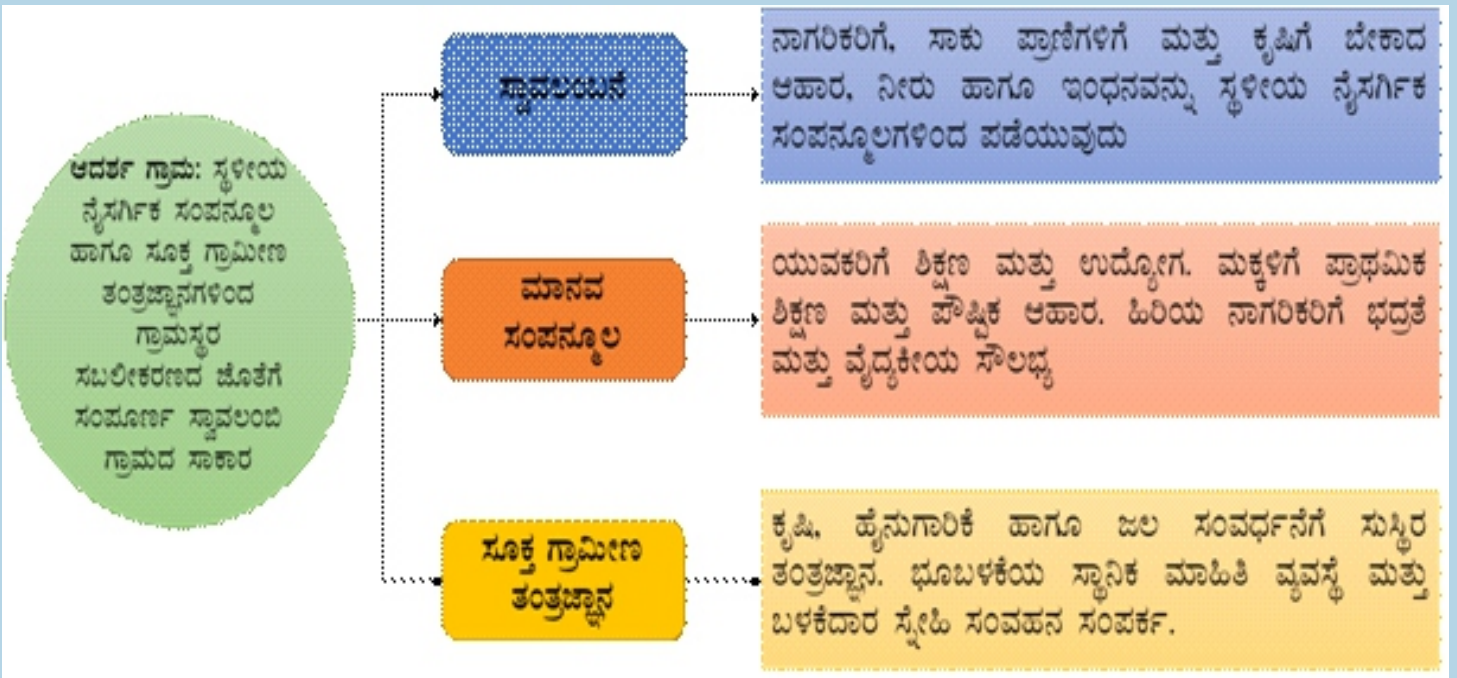 ಆದರ್ಶ ಗ್ರಾಮ: ಸ್ಥಳೀಯ
ನೈಸರ್ಗಿಕ ಸಂಪನ್ಮೂಲ
ಹಾಗೂ ಸೂಕ್ತ ಗ್ರಾಮೀಣ
ತಂತ್ರಜ್ಞಾನಗಳಿಂದ
ಗ್ರಾಮಸ್ಥರ
ಸಬಲೀಕರಣದ ಜೊತೆಗೆ
ಸಂಪೂರ್ಣ ಸ್ವಾವಲಂಬಿ
ಗ್ರಾಮದ ಸಾಕಾರ
ಸ್ವಾವಲಂಬನೆ
ನಾಗರಿಕರಿಗೆ, ಸಾಕು ಪ್ರಾಣಿಗಳಿಗೆ ಮತ್ತು ಕೃಷಿಗೆ ಬೇಕಾದ
ಆಹಾರ, ನೀರು ಹಾಗೂ ಇಂಧನವನ್ನು ಸ್ಥಳೀಯ ನೈಸರ್ಗಿಕ
ಸಂಪನ್ಮೂಲಗಳಿಂದ ಪಡೆಯುವುದು
ಮಾನವ
ಸಂಪನ್ಮೂಲ
ಯುವಕರಿಗೆ ಶಿಕ್ಷಣ ಮತ್ತು ಉದ್ಯೋಗ. ಮಕ್ಕಳಿಗೆ ಪ್ರಾಥಮಿಕ
ಶಿಕ್ಷಣ ಮತ್ತು ಪೌಷ್ಟಿಕ ಆಹಾರ. ಹಿರಿಯ ನಾಗರಿಕರಿಗೆ ಭದ್ರತೆ
ಮತ್ತು ವೈದ್ಯಕೀಯ ಸೌಲಭ್ಯ
ಸೂಕ್ತ ಗ್ರಾಮೀಣ
ತಂತ್ರಜ್ಞಾನ
ಕೃಷಿ, ಹೈನುಗಾರಿಕೆ ಹಾಗೂ ಜಲ ಸಂವರ್ಧನೆಗೆ ಸುಸ್ಥಿರ
ತಂತ್ರಜ್ಞಾನ. ಭೂಬಳಕೆಯ ಸ್ಥಾನಿಕ ಮಾಹಿತಿ ವ್ಯವಸ್ಥೆ ಮತ್ತು
ಬಳಕೆದಾರ ಸ್ನೇಹಿ ಸಂವಹನ ಸಂಪರ್ಕ.